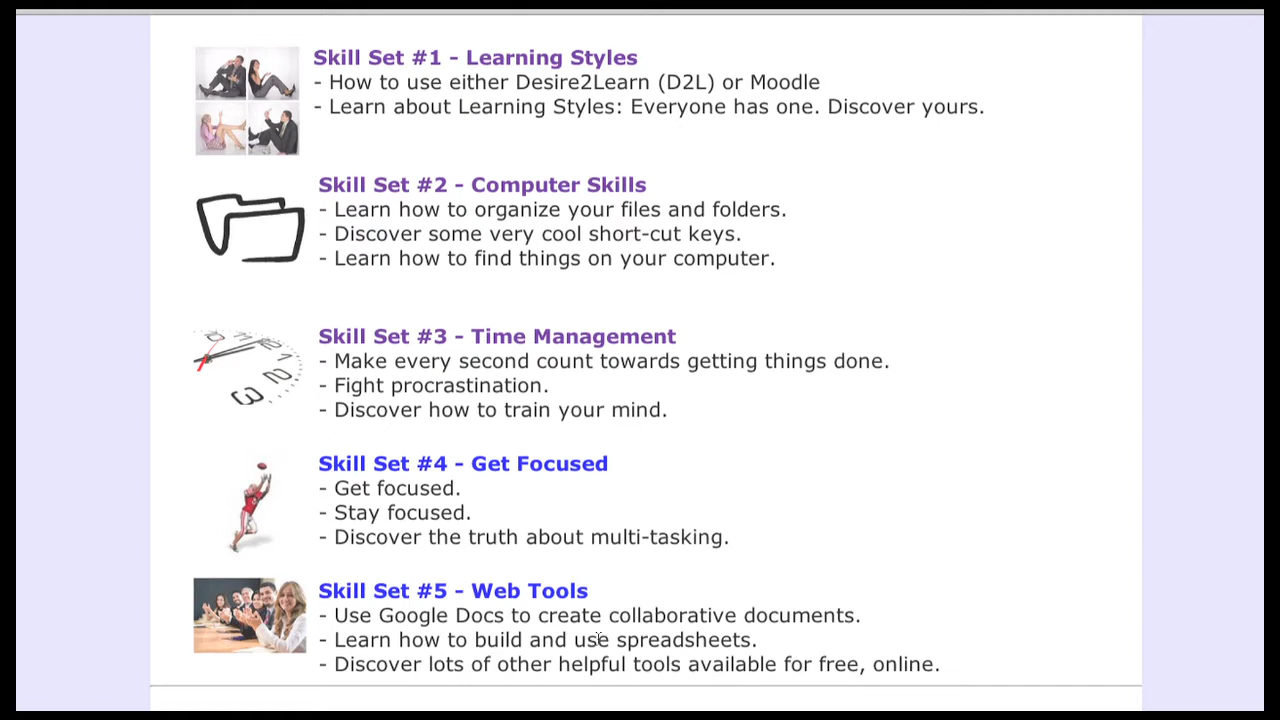 Skill Set #1 - Learning Styles
- How to use either Desire2Learn (D2L) or Moodle
- Learn about Learning Styles: Everyone has one. Discover yours.
Skill Set #2 - Computer Skills
- Learn how to organize your files and folders.
- Discover some very cool short-cut keys.
- Learn how to find things on your computer.
Skill Set #3 - Time Management
- Make every second count towards getting things done.
- Fight procrastination.
- Discover how to train your mind.
Skill Set #4 - Get Focused
- Get focused.
- Stay focused.
- Discover the truth about multi-tasking.
Skill Set #5 - Web Tools
- Use Google Docs to create collaborative documents.
- Learn how to build and use spreadsheets.
- Discover lots of other helpful tools available for free, online.